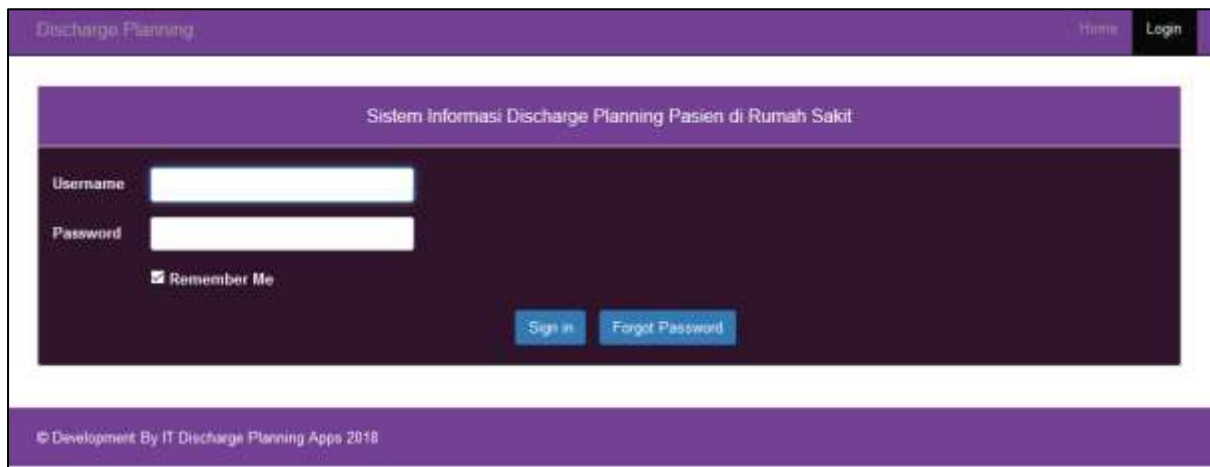 Discharge Planning
Home
Login
Sistem Informasi Discharge Planning Pasien di Rumah Sakit
Username
Password
Remember Me
Sign in
Forgot Password
© Development By IT Discharge Planning Apps 2018